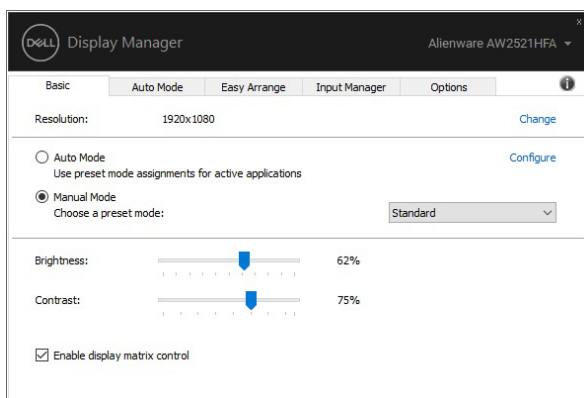 DELL Display Manager Alienware AW2521HFA
x
Basic Auto Mode Easy Arrange Input Manager Options i
Resolution: 1920x1080 Change
Auto Mode Configure
Use preset mode assignments for active applications
Manual Mode
Choose a preset mode: Standard
Brightness: 62%
Contrast: 75%
Enable display matrix control